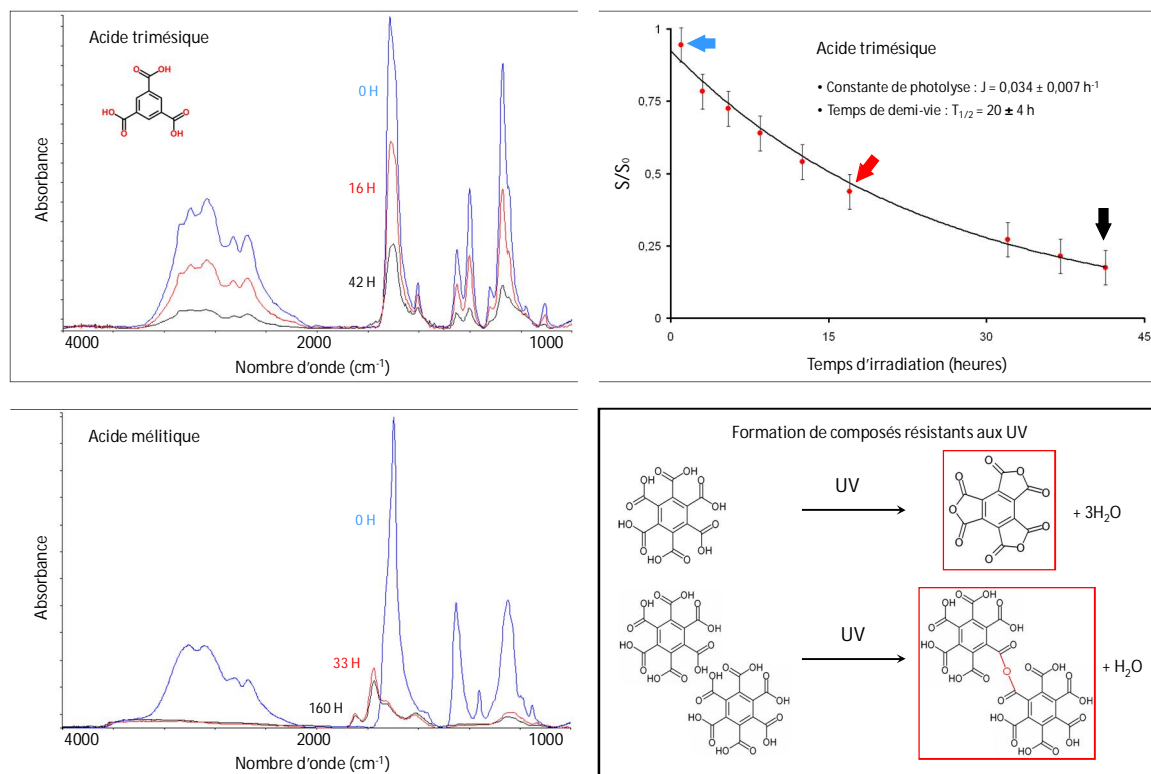 Acide trimésique
OH
O
HO
O
O
OH
0 H
16 H
42 H
Absorbance
4000
2000
1000
Nombre d'onde (cm-1)
1
0,75
0,5
0,25
0
S/S0
Acide trimésique
• Constante de photolyse : J = 0,034 ± 0,007 h-1
• Temps de demi-vie : T1/2 = 20 ± 4 h
0
15
30
45
Temps d'irradiation (heures)
Acide mélitique
0 H
33 H
160 H
Absorbance
4000
2000
1000
Nombre d'onde (cm-1)
Formation de composés résistants aux UV
UV
+ 3H2O
UV
+ H2O